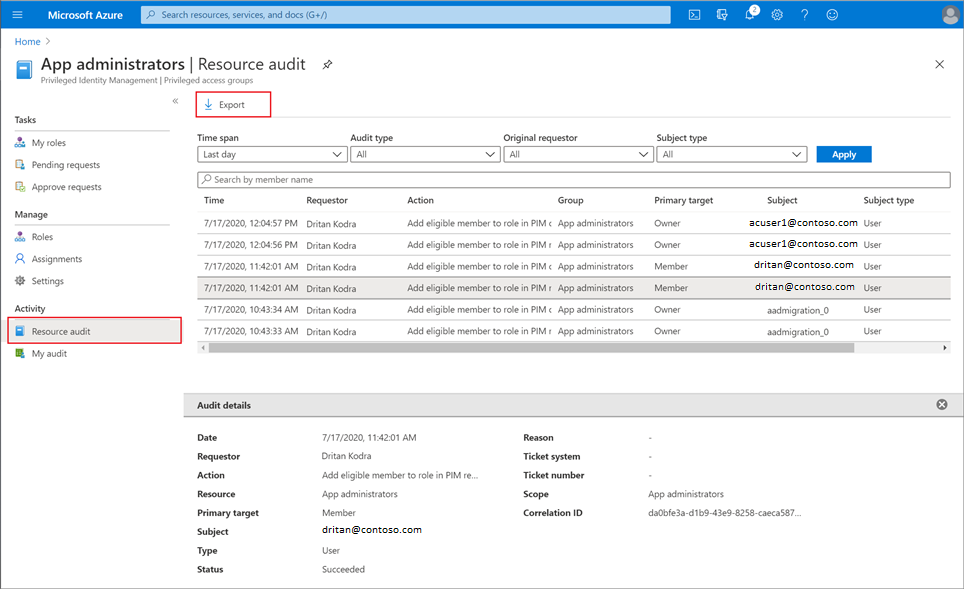 Microsoft Azure
Search resources, services, and docs (G+/)
2
Home
App administrators | Resource audit
Privileged Identity Management | Privileged access groups
Tasks
My roles
Pending requests
Approve requests
Manage
Roles
Assignments
Settings
Activity
Resource audit
My audit
Export
Time span Audit type Original requestor Subject type
Last day All All All Apply
Search by member name
Time Requestor Action Group Primary target Subject Subject type
7/17/2020, 12:04:57 PM Dritan Kodra Add eligible member to role in PIM c App administrators Owner acuser1@contoso.com User
7/17/2020, 12:04:56 PM Dritan Kodra Add eligible member to role in PIM r App administrators Owner acuser1@contoso.com User
7/17/2020, 11:42:01 AM Dritan Kodra Add eligible member to role in PIM c App administrators Member dritan@contoso.com User
7/17/2020, 11:42:01 AM Dritan Kodra Add eligible member to role in PIM r App administrators Member dritan@contoso.com User
7/17/2020, 10:43:34 AM Dritan Kodra Add eligible member to role in PIM c App administrators Owner aadmigration_0 User
7/17/2020, 10:43:33 AM Dritan Kodra Add eligible member to role in PIM r App administrators Owner aadmigration_0 User
Audit details
Date 7/17/2020, 11:42:01 AM Reason -
Requestor Dritan Kodra Ticket system -
Action Add eligible member to role in PIM re... Ticket number -
Resource App administrators Scope App administrators
Primary target Member Correlation ID da0bfe3a-d1b9-43e9-8258-caeca587...
Subject dritan@contoso.com
Type User
Status Succeeded